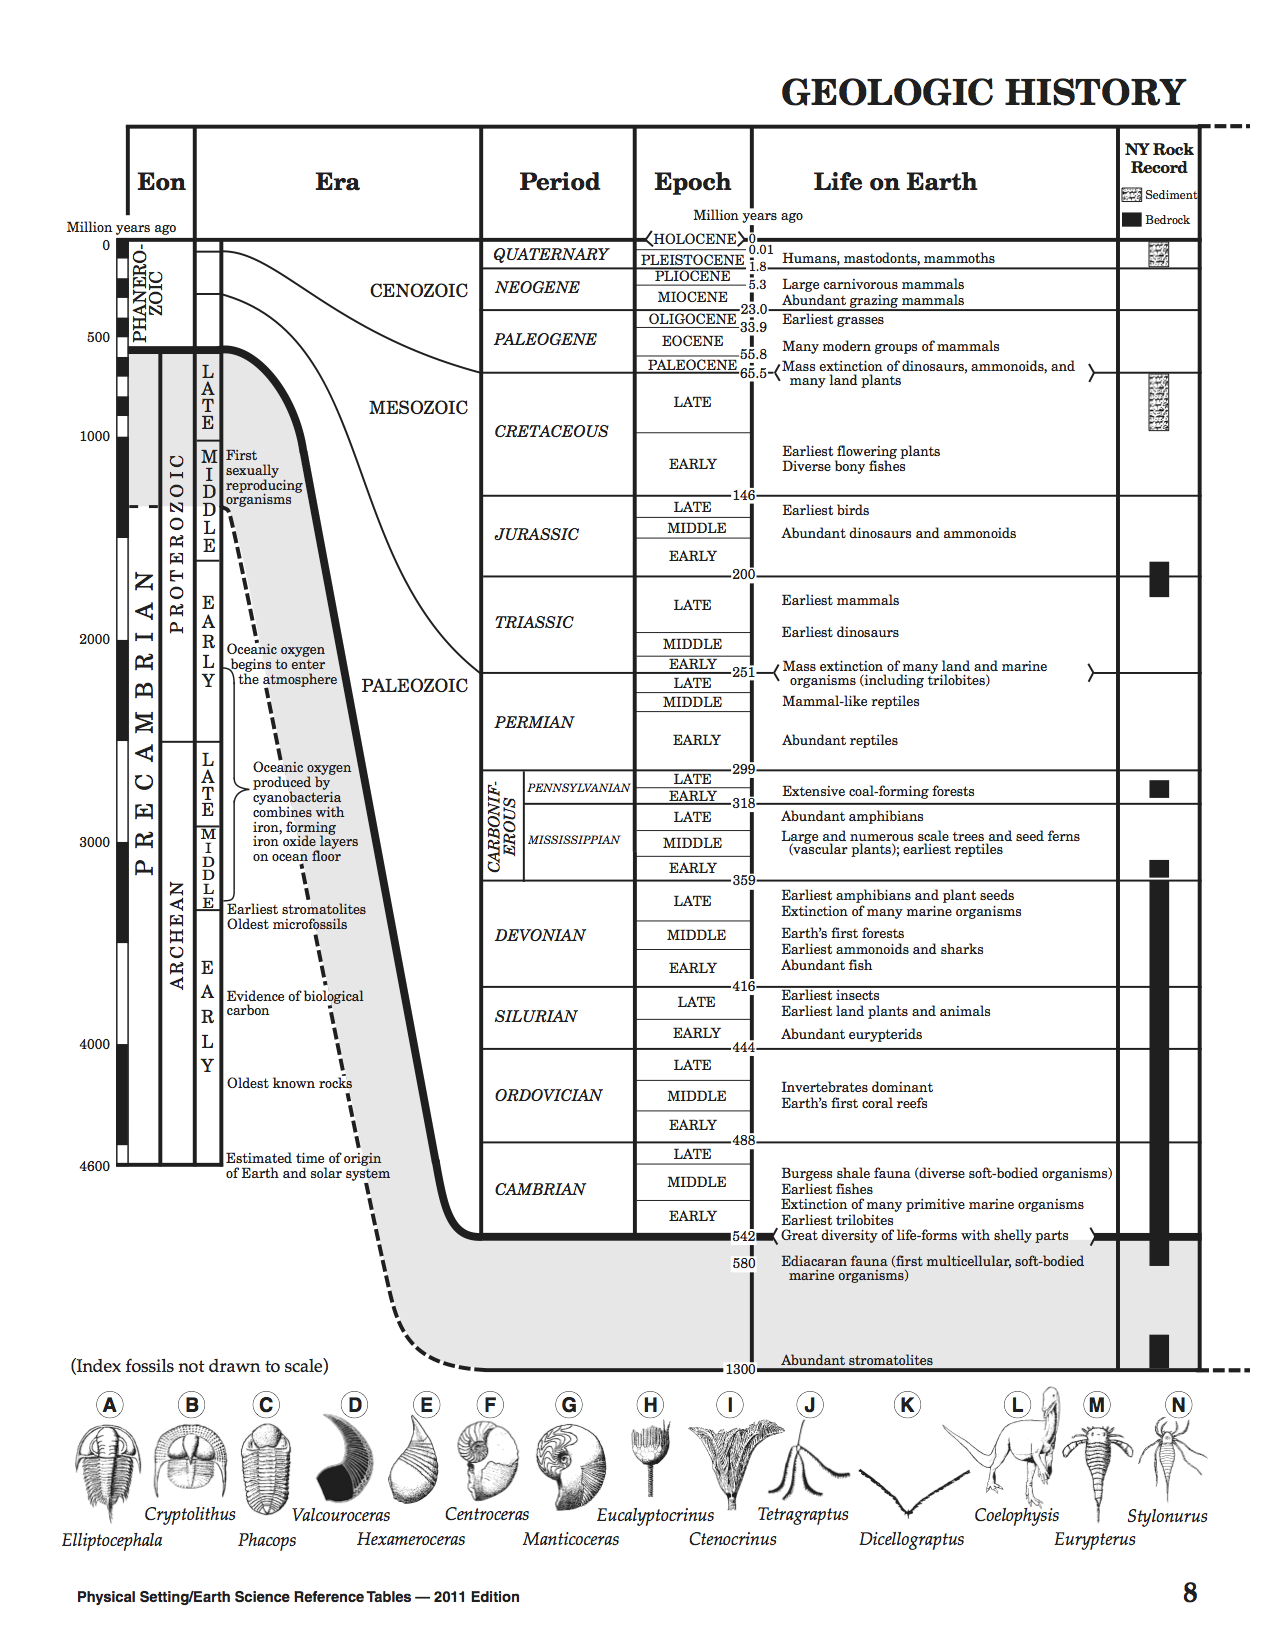 GEOLOGIC HISTORY
Eon
Era
Period
Epoch
Life on Earth
NY Rock
Record
Sediment
Bedrock
Million years ago
Million years ago
0
500
1000
2000
3000
4000
4600
PHANERO-
ZOIC
PRECAMBRIAN
PROTEROZOIC
ARCHEAN
LATE
MIDDLE
EARLY
LATE
MIDDLE
EARLY
First
sexually
reproducing
organisms
Oceanic oxygen
begins to enter
the atmosphere
Oceanic oxygen
produced by
cyanobacteria
combines with
iron, forming
iron oxide layers
on ocean floor
Earliest stromatolites
Oldest microfossils
Evidence of biological
carbon
Oldest known rocks
Estimated time of origin
of Earth and solar system
CENOZOIC
MESOZOIC
PALEOZOIC
QUATERNARY
NEOGENE
PALEOGENE
CRETACEOUS
JURASSIC
TRIASSIC
PERMIAN
CARBONIF-
EROUS
PENNSYLVANIAN
MISSISSIPPIAN
DEVONIAN
SILURIAN
ORDOVICIAN
CAMBRIAN
HOLOCENE 0
0.01
PLEISTOCENE
1.8
PLIOCENE
5.3
MIOCENE
23.0
OLIGOCENE
33.9
EOCENE
55.8
PALEOCENE
65.5
LATE
EARLY
146
LATE
MIDDLE
EARLY
200
LATE
MIDDLE
EARLY
251
LATE
MIDDLE
EARLY
299
LATE
EARLY
318
LATE
MIDDLE
EARLY
359
LATE
MIDDLE
EARLY
416
LATE
EARLY
444
LATE
MIDDLE
EARLY
488
LATE
MIDDLE
EARLY
542
580
1300
Humans, mastodonts, mammoths
Large carnivorous mammals
Abundant grazing mammals
Earliest grasses
Many modern groups of mammals
Mass extinction of dinosaurs, ammonoids, and
many land plants
Earliest flowering plants
Diverse bony fishes
Earliest birds
Abundant dinosaurs and ammonoids
Earliest mammals
Earliest dinosaurs
Mass extinction of many land and marine
organisms (including trilobites)
Mammal-like reptiles
Abundant reptiles
Extensive coal-forming forests
Abundant amphibians
Large and numerous scale trees and seed ferns
(vascular plants); earliest reptiles
Earliest amphibians and plant seeds
Extinction of many marine organisms
Earth's first forests
Earliest ammonoids and sharks
Abundant fish
Earliest insects
Earliest land plants and animals
Abundant eurypterids
Invertebrates dominant
Earth's first coral reefs
Burgess shale fauna (diverse soft-bodied organisms)
Earliest fishes
Extinction of many primitive marine organisms
Earliest trilobites
Great diversity of life-forms with shelly parts
Ediacaran fauna (first multicellular, soft-bodied
marine organisms)
Abundant stromatolites
(Index fossils not drawn to scale)
A B C D E F G H I J K L M N
Cryptolithus Valcouroceras Centroceras Eucalyptocrinus Tetragraptus Coelophysis Stylonurus
Elliptocephala Phacops Hexameroceras Manticoceras Ctenocrinus Dicellograptus Eurypterus
Physical Setting/Earth Science Reference Tables — 2011 Edition
8